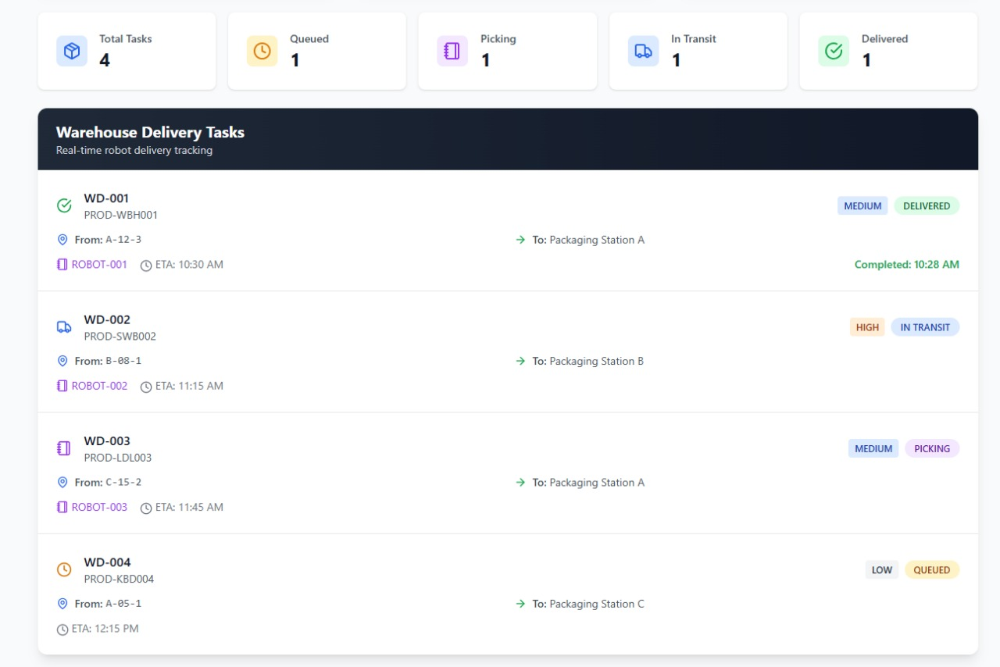 Total Tasks
4
Queued
1
Picking
1
In Transit
1
Delivered
1
Warehouse Delivery Tasks
Real-time robot delivery tracking
WD-001
PROD-WBH001
MEDIUM DELIVERED
From: A-12-3 To: Packaging Station A
ROBOT-001 ETA: 10:30 AM Completed: 10:28 AM
WD-002
PROD-SWB002
HIGH IN TRANSIT
From: B-08-1 To: Packaging Station B
ROBOT-002 ETA: 11:15 AM
WD-003
PROD-LDL003
MEDIUM PICKING
From: C-15-2 To: Packaging Station A
ROBOT-003 ETA: 11:45 AM
WD-004
PROD-KBD004
LOW QUEUED
From: A-05-1 To: Packaging Station C
ETA: 12:15 PM